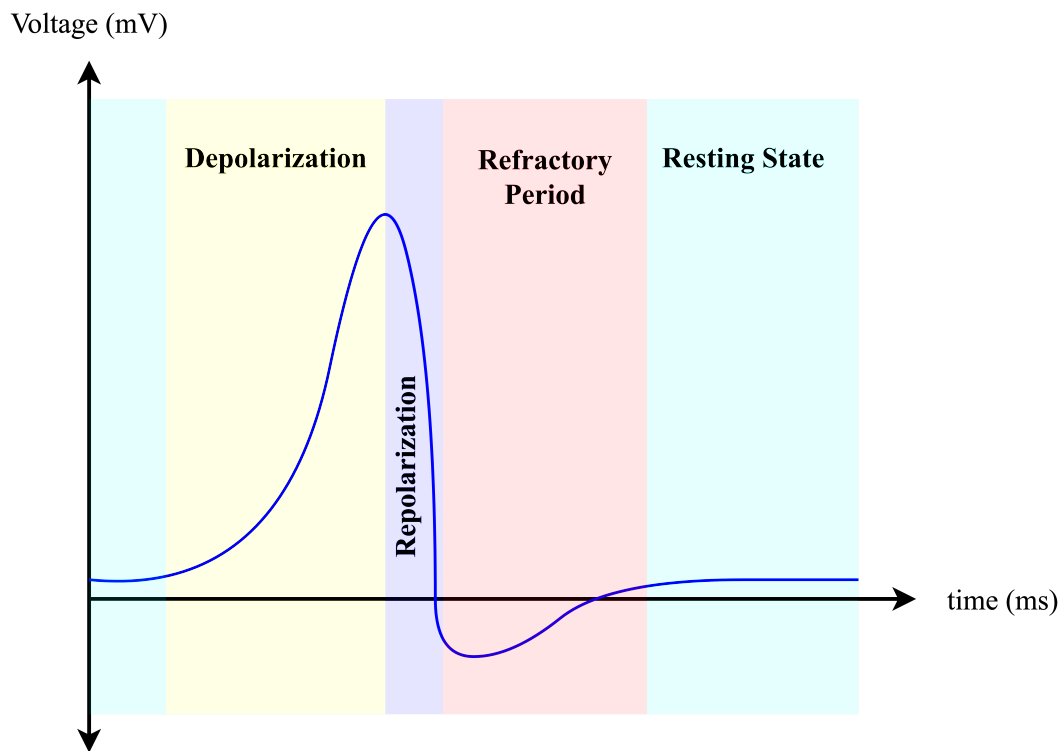 Voltage (mV)
Depolarization
Repolarization
Refractory
Period
Resting State
time (ms)